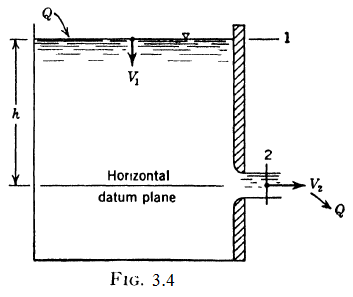 Q
1
V₁
h
2
Horizontal
datum plane
V₂
Q
FIG. 3.4